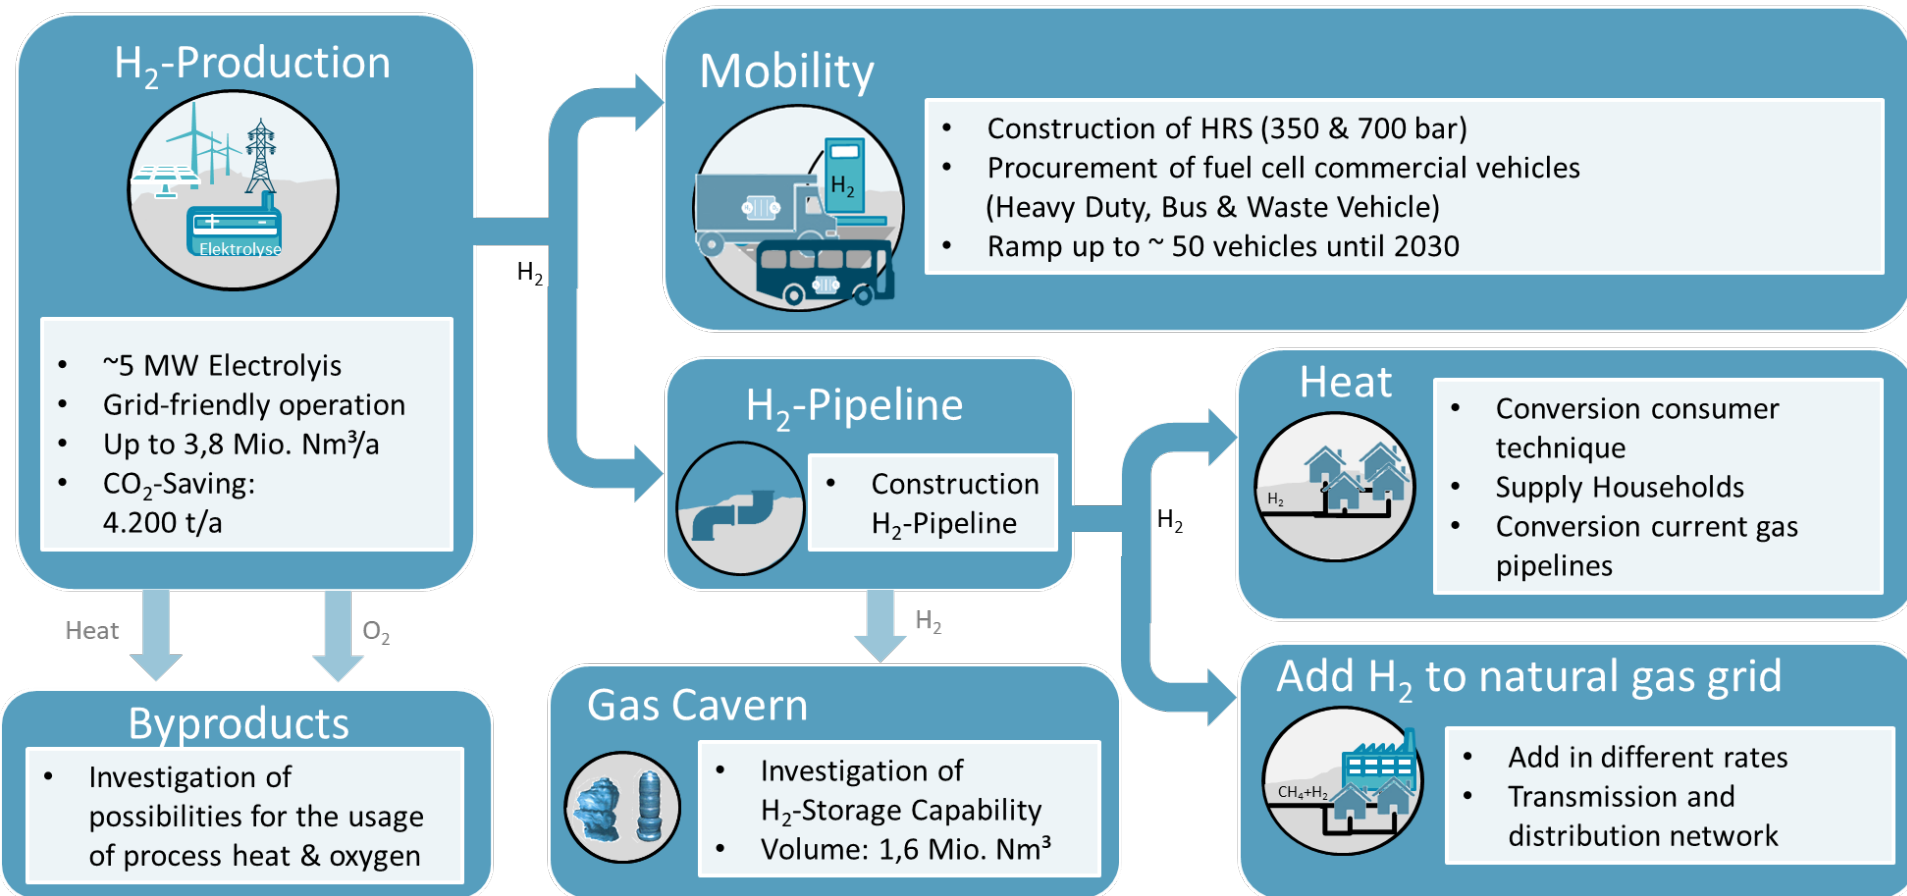 H₂-Production
Elektrolyse
• ~5 MW Electrolyis
• Grid-friendly operation
• Up to 3,8 Mio. Nm³/a
• CO₂-Saving:
4.200 t/a
H₂
Mobility
H₂
• Construction of HRS (350 & 700 bar)
• Procurement of fuel cell commercial vehicles
(Heavy Duty, Bus & Waste Vehicle)
• Ramp up to ~ 50 vehicles until 2030
H₂-Pipeline
• Construction
H₂-Pipeline
H₂
Heat
H₂
• Conversion consumer
technique
• Supply Households
• Conversion current gas
pipelines
Heat
O₂
H₂
Byproducts
• Investigation of
possibilities for the usage
of process heat & oxygen
Gas Cavern
• Investigation of
H₂-Storage Capability
• Volume: 1,6 Mio. Nm³
Add H₂ to natural gas grid
CH₄+H₂
• Add in different rates
• Transmission and
distribution network